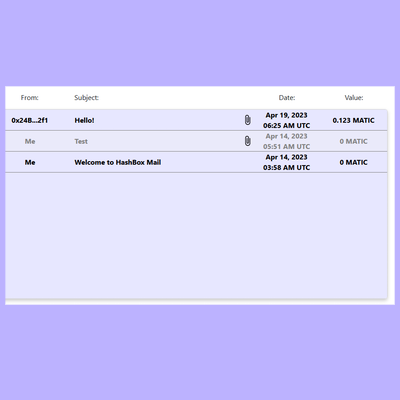 From: Subject: Date: Value:
0x24B...2f1 Hello! Apr 19, 2023 0.123 MATIC
06:25 AM UTC
Me Test Apr 14, 2023 0 MATIC
05:51 AM UTC
Me Welcome to HashBox Mail Apr 14, 2023 0 MATIC
03:58 AM UTC